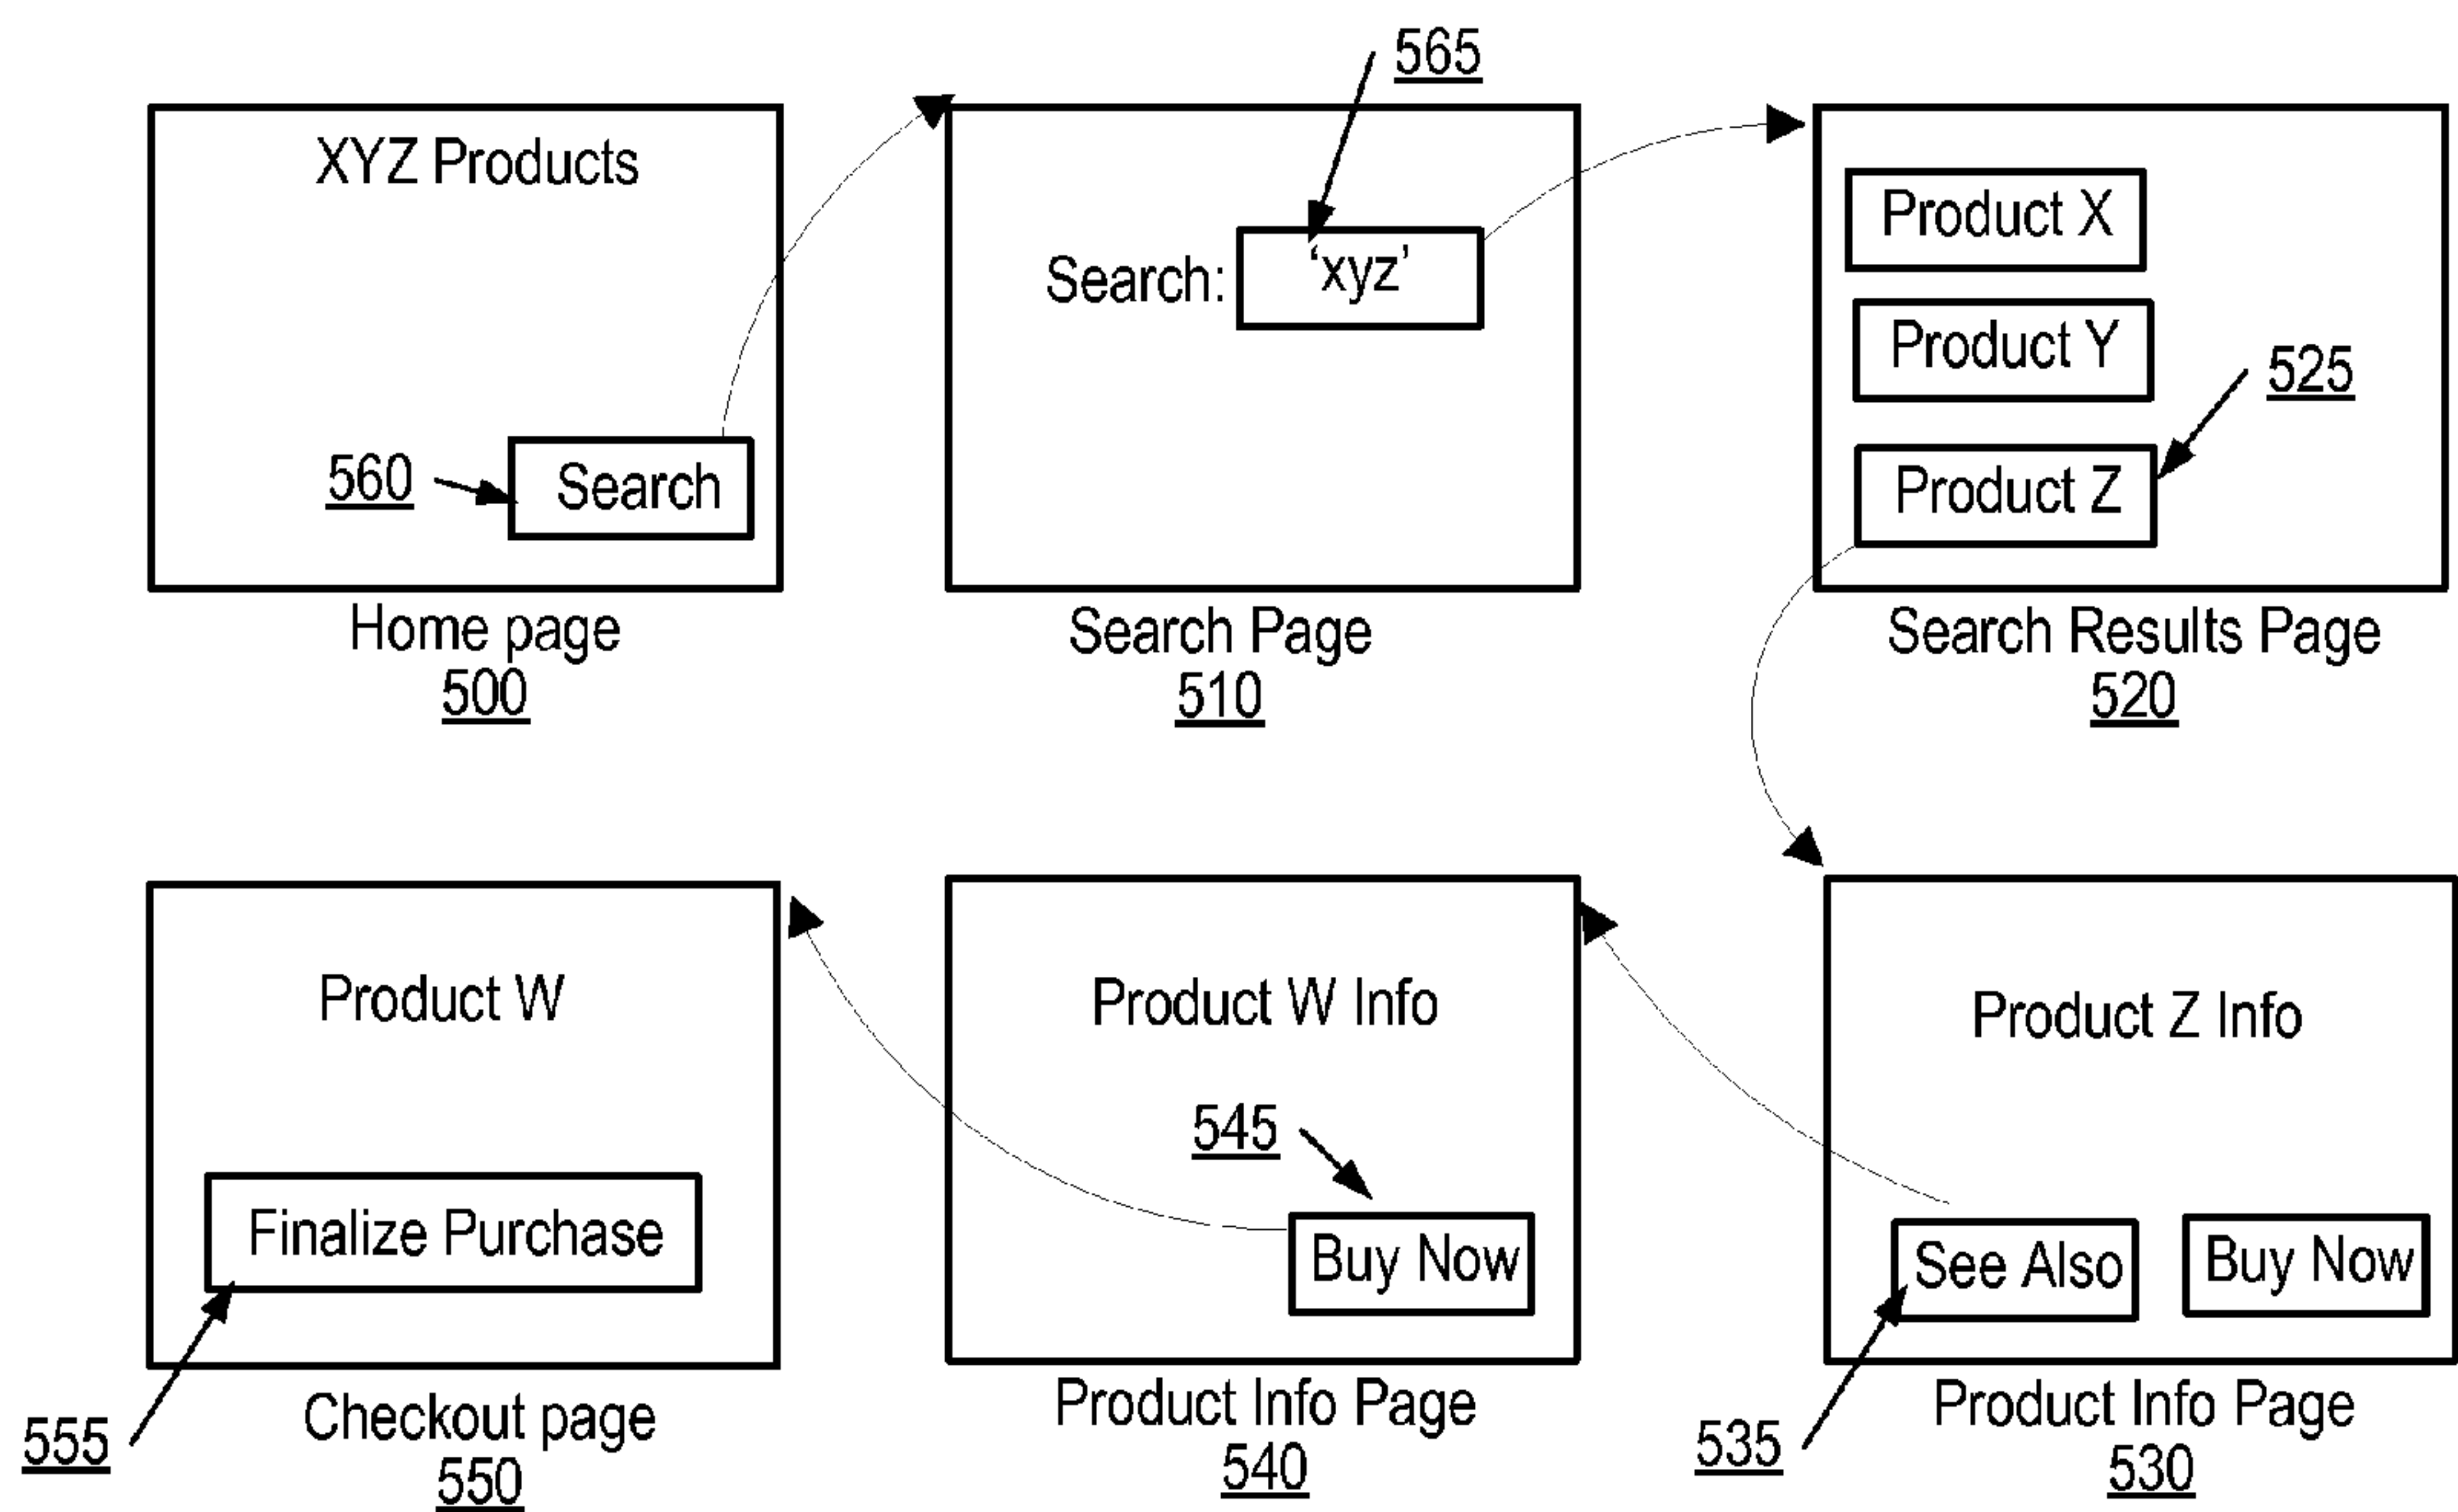 565
XYZ Products
560
Search
Home page
500
Search: 'xyz'
Search Page
510
Product X
Product Y
525
Product Z
Search Results Page
520
Product W
Finalize Purchase
555
Checkout page
550
Product W Info
545
Buy Now
Product Info Page
540
Product Z Info
See Also
Buy Now
535
Product Info Page
530